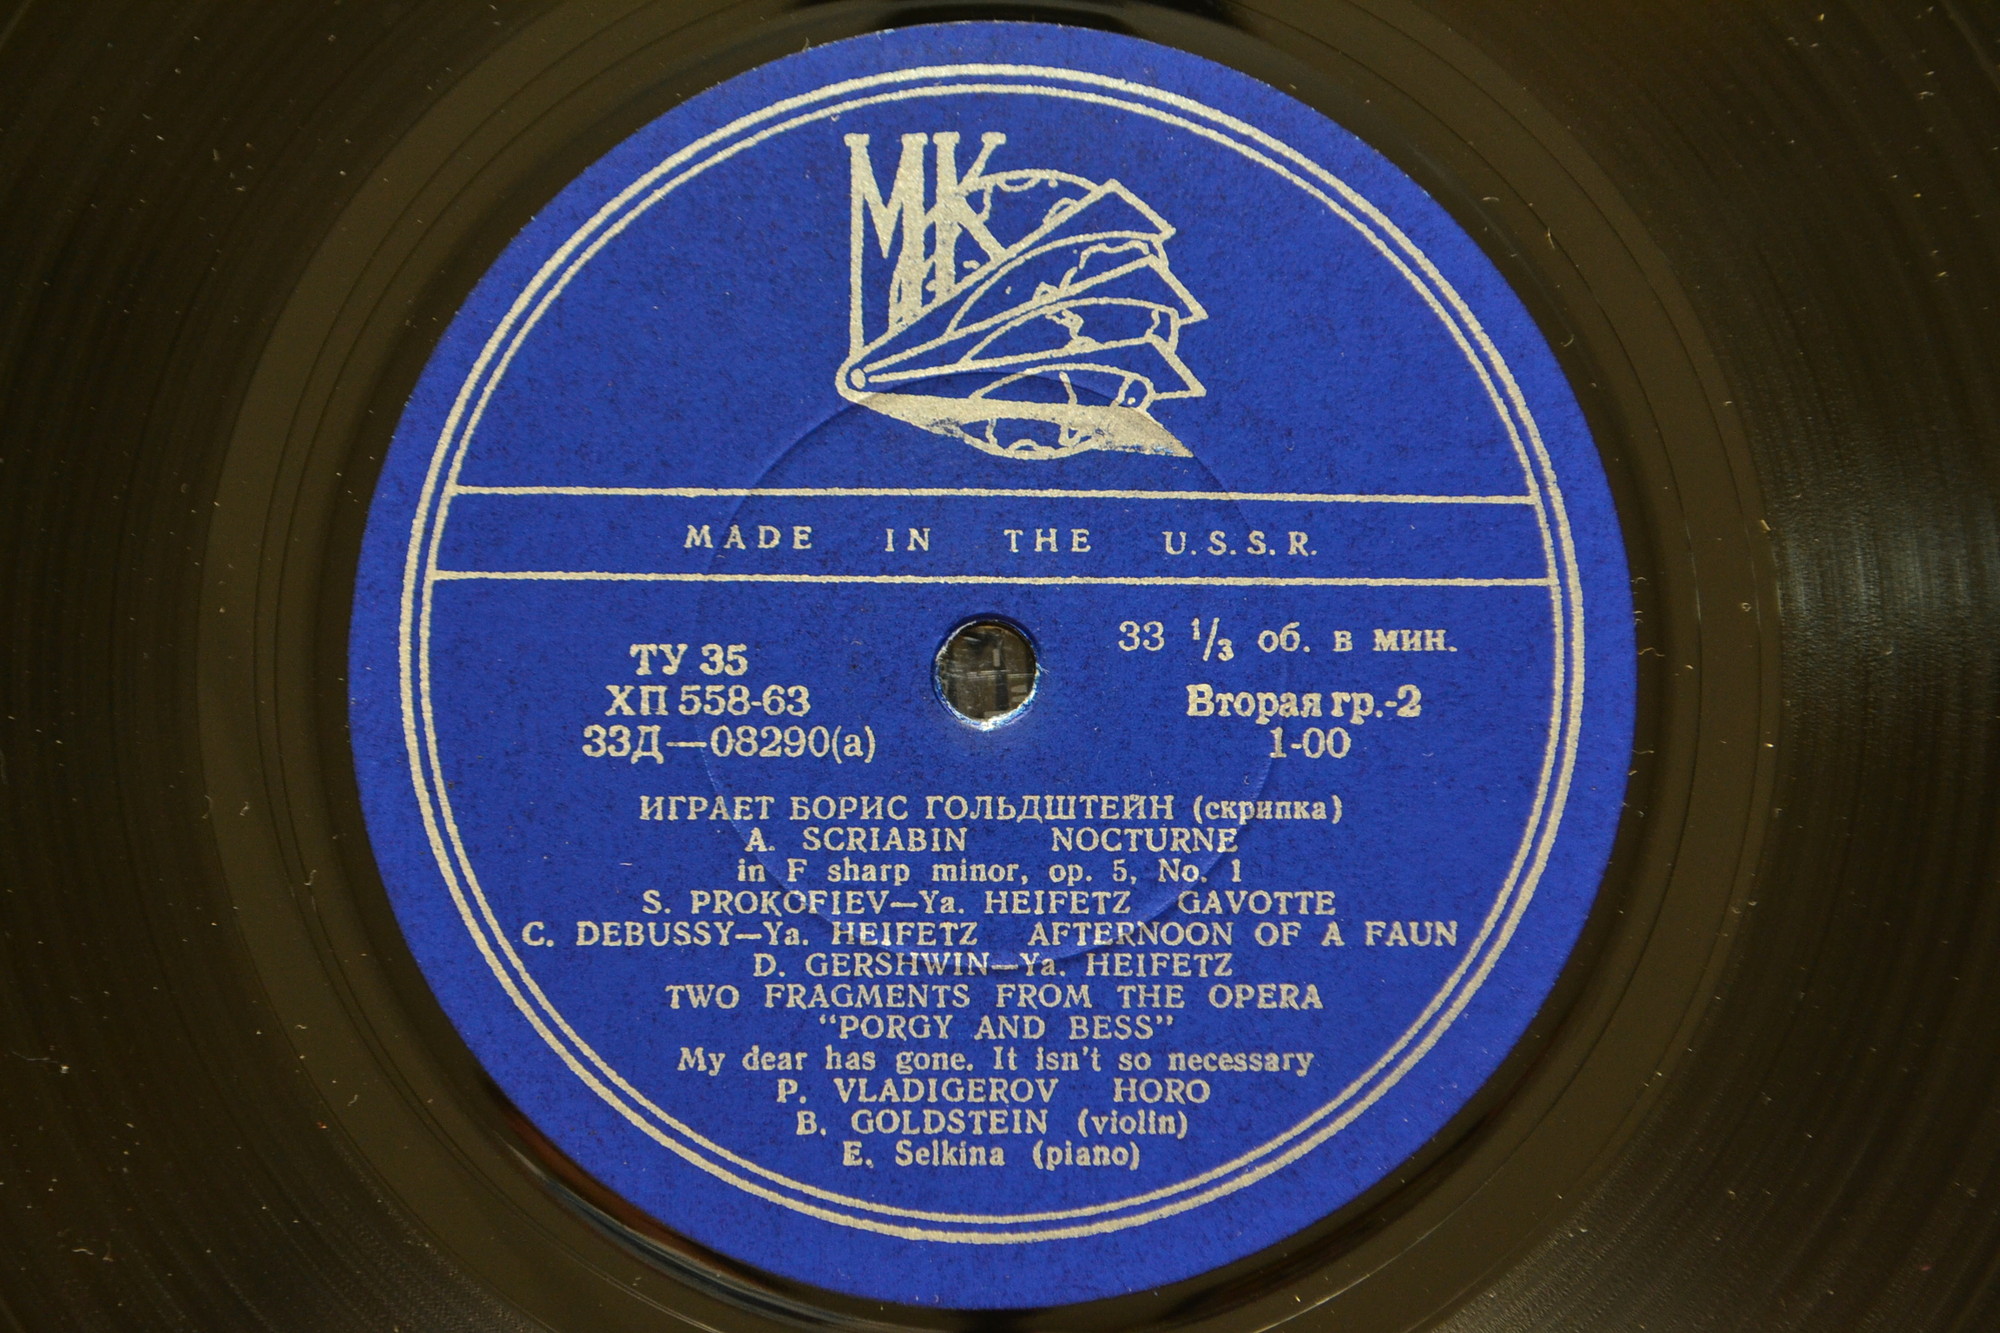 МК
MADE IN THE U.S.S.R.
ТУ 35
ХП 558-63
33Д—08290(а)
33 1/3 об. в мин.
Вторая гр.-2
1-00
ИГРАЕТ БОРИС ГОЛЬДШТЕЙН (скрипка)
A. SCRIABIN NOCTURNE
in F sharp minor, op. 5, No. 1
S. PROKOFIEV—Ya. HEIFETZ GAVOTTE
C. DEBUSSY—Ya. HEIFETZ AFTERNOON OF A FAUN
D. GERSHWIN—Ya. HEIFETZ
TWO FRAGMENTS FROM THE OPERA
“PORGY AND BESS”
My dear has gone. It isn't so necessary
P. VLADIGEROV HORO
B. GOLDSTEIN (violin)
E. Selkina (piano)